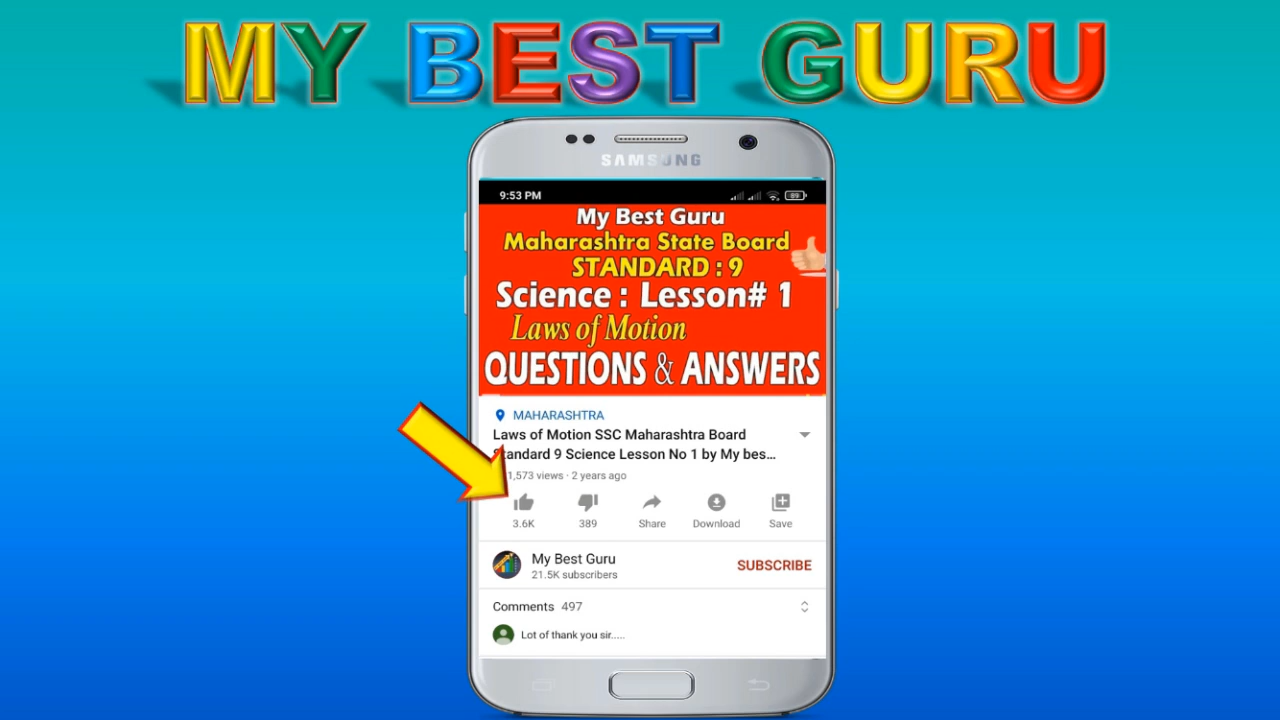 MY BEST GURU
SAMSUNG
9:53 PM
89
My Best Guru
Maharashtra State Board
STANDARD : 9
Science : Lesson# 1
Laws of Motion
QUESTIONS & ANSWERS
MAHARASHTRA
Laws of Motion SSC Maharashtra Board
Standard 9 Science Lesson No 1 by My bes...
views · 2 years ago
3.6K 389 Share Download Save
My Best Guru
21.5K subscribers
SUBSCRIBE
Comments 497
Lot of thank you sir.....